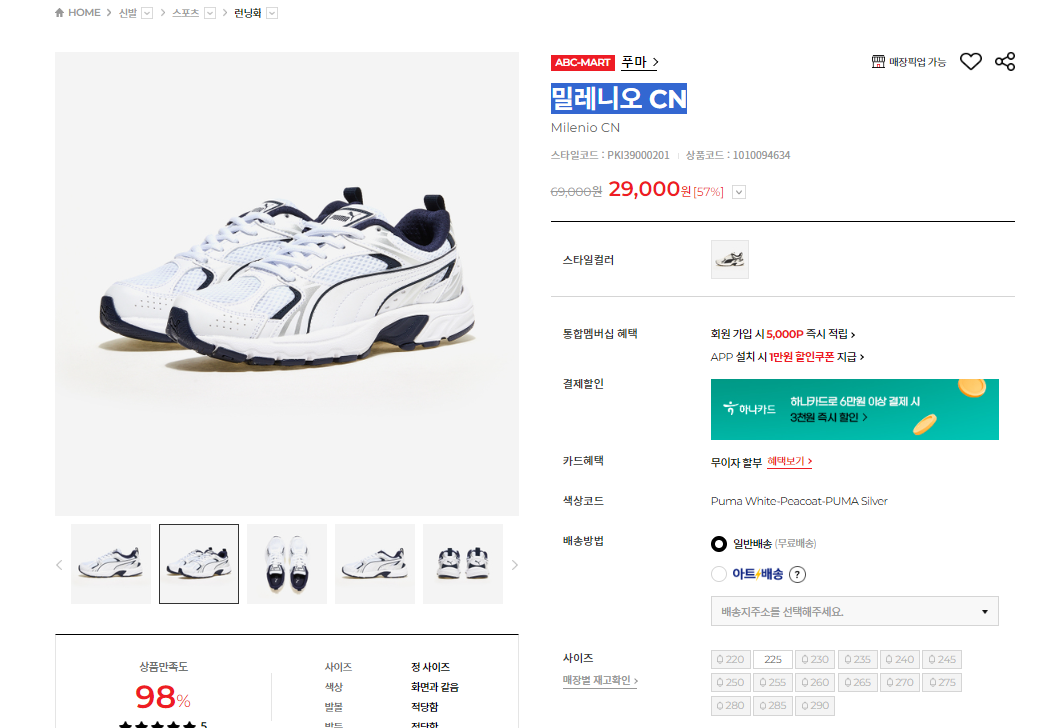 HOME > 신발 > 스포츠 > 런닝화
ABC-MART 푸마 >
매장픽업 가능
밀레니오 CN
Milenio CN
스타일코드 : PKI39000201 | 상품코드 : 1010094634
69,000원 29,000원 [57%]
스타일컬러
통합멤버십 혜택
회원 가입 시 5,000P 즉시 적립 >
APP 설치 시 1만원 할인쿠폰 지급 >
결제할인
하나카드
하나카드로 6만원 이상 결제 시
3천원 즉시 할인 >
카드혜택
무이자 할부 혜택보기 >
색상코드
Puma White-Peacoat-PUMA Silver
배송방법
일반배송 (무료배송)
아트배송 ?
배송지주소를 선택해주세요.
사이즈
매장별 재고확인 >
220 225 230 235 240 245
250 255 260 265 270 275
280 285 290
상품만족도
98%
5
사이즈 정 사이즈
색상 화면과 같음
발볼 적당함
발등 적당함